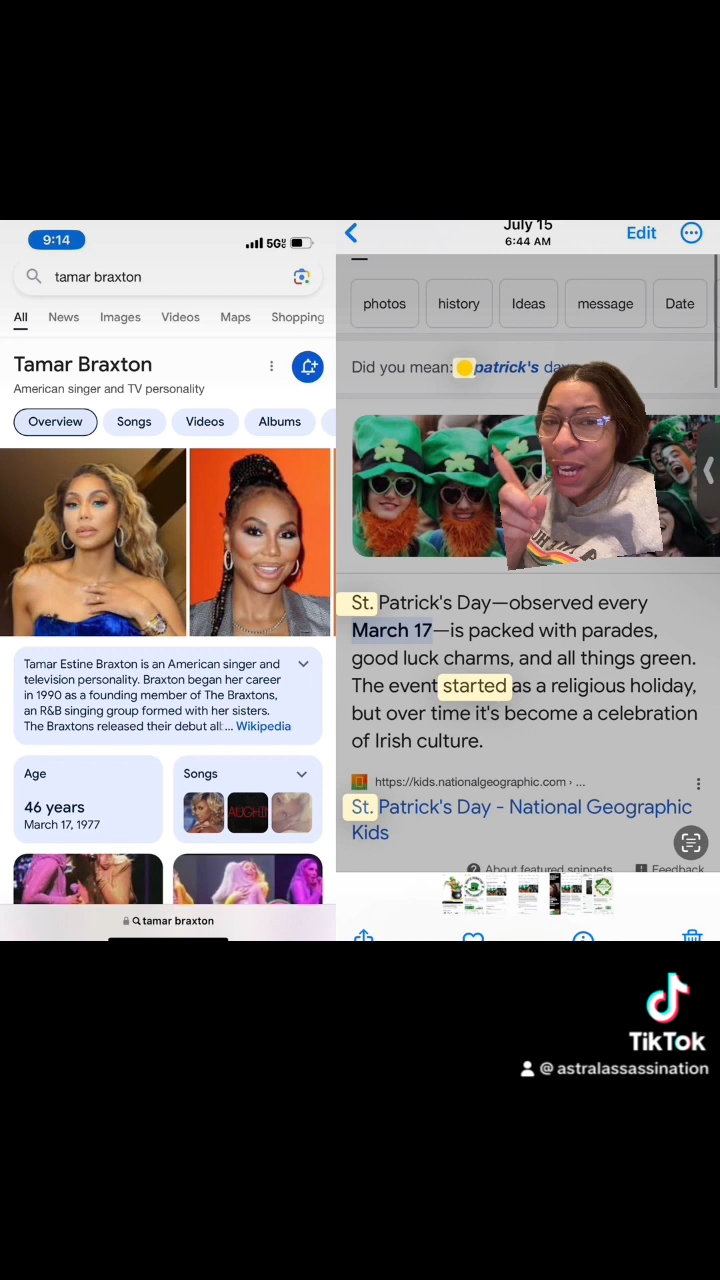 9:14
5G
tamar braxton
All News Images Videos Maps Shopping
Tamar Braxton
American singer and TV personality
Overview Songs Videos Albums
Tamar Estine Braxton is an American singer and
television personality. Braxton began her career
in 1990 as a founding member of The Braxtons,
an R&B singing group formed with her sisters.
The Braxtons released their debut al:... Wikipedia
Age
46 years
March 17, 1977
Songs
tamar braxton
July 15
6:44 AM
Edit
photos history Ideas message Date
Did you mean: patrick's day
St. Patrick's Day—observed every
March 17—is packed with parades,
good luck charms, and all things green.
The event started as a religious holiday,
but over time it's become a celebration
of Irish culture.
https://kids.nationalgeographic.com › ...
St. Patrick's Day - National Geographic
Kids
About featured snippets Feedback
TikTok
@astralassassination